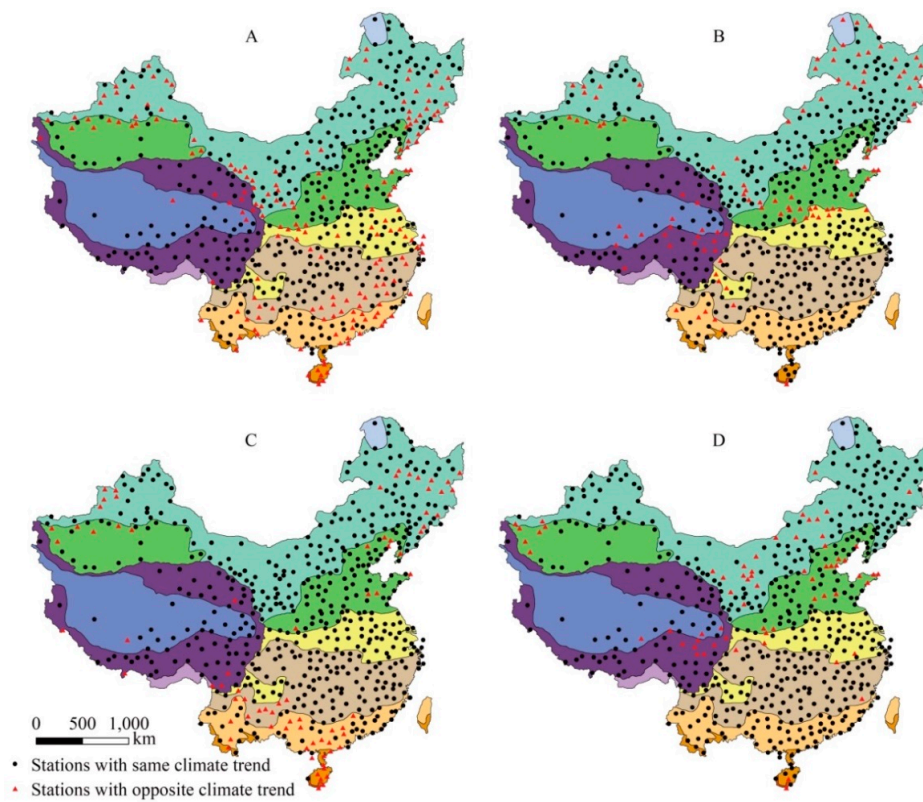 A
B
C
D
0 500 1,000
km
Stations with same climate trend
Stations with opposite climate trend